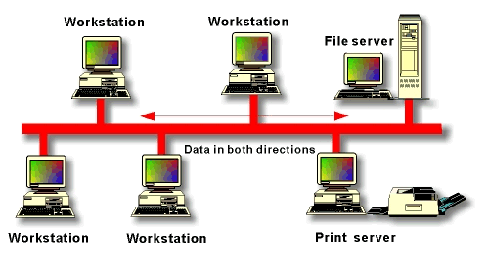 Workstation
Workstation
File server
Data in both directions
Workstation
Workstation
Print server